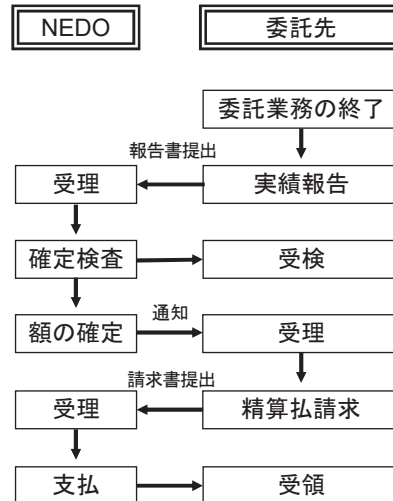 NEDO 委託先
委託業務の終了
報告書提出
受理 実績報告
確定検査 受検
通知
額の確定 受理
請求書提出
受理 精算払請求
支払 受領